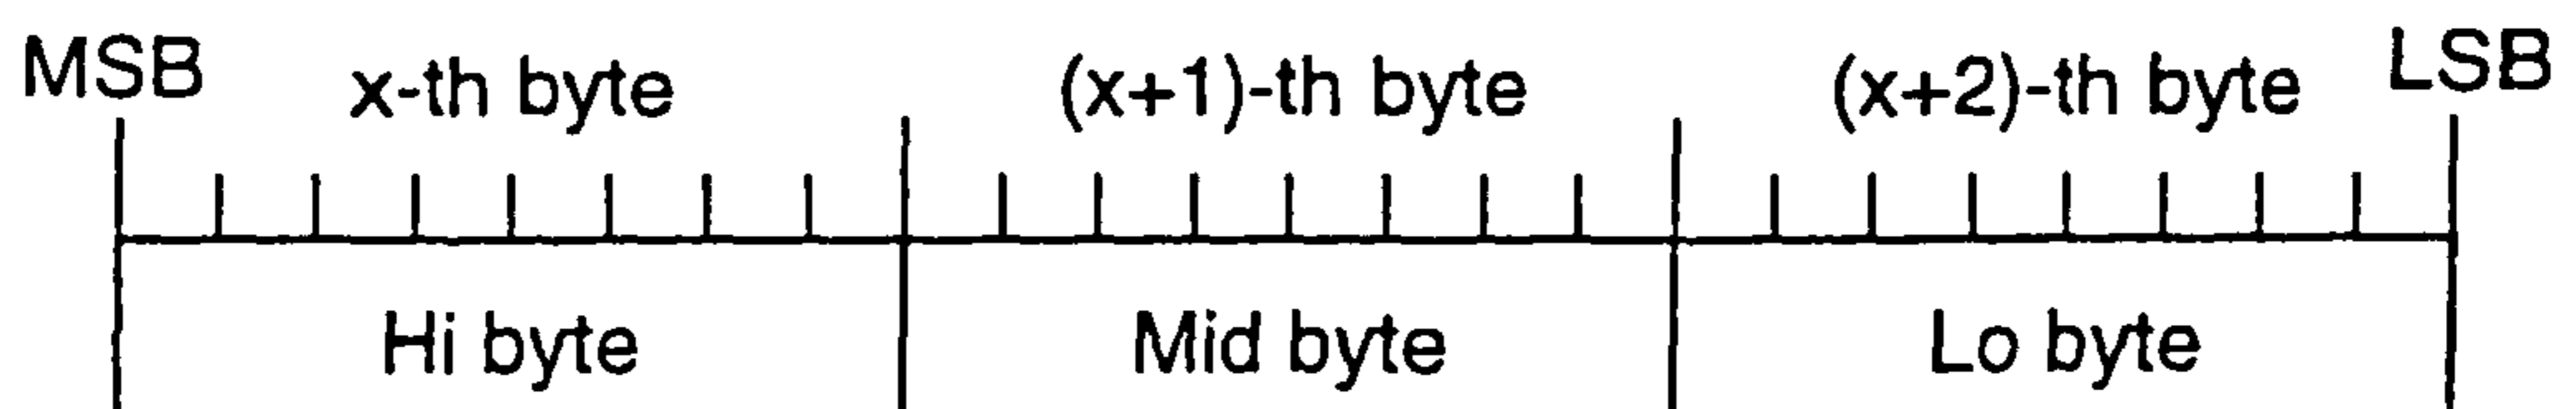 MSB x-th byte (x+1)-th byte (x+2)-th byte LSB
Hi byte Mid byte Lo byte